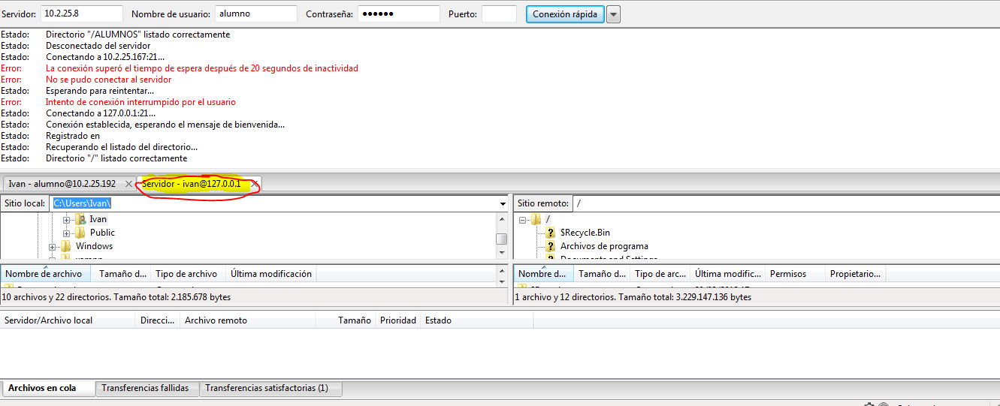 Servidor: 10.2.25.8 Nombre de usuario: alumno Contraseña: ●●●●●● Puerto: Conexión rápida
Estado: Directorio "/ALUMNOS" listado correctamente
Estado: Desconectado del servidor
Estado: Conectando a 10.2.25.167:21...
Error: La conexión superó el tiempo de espera después de 20 segundos de inactividad
Error: No se pudo conectar al servidor
Estado: Esperando para reintentar...
Error: Intento de conexión interrumpido por el usuario
Estado: Conectando a 127.0.0.1:21...
Estado: Conexión establecida, esperando el mensaje de bienvenida...
Estado: Registrado en
Estado: Recuperando el listado del directorio...
Estado: Directorio "/" listado correctamente
Ivan - alumno@10.2.25.192 Servidor - ivan@127.0.0.1
Sitio local: C:\Users\Ivan\
Ivan
Public
Windows
Sitio remoto: /
/
$Recycle.Bin
Archivos de programa
Documents and Settings
Nombre de archivo Tamaño d... Tipo de archivo Última modificación
10 archivos y 22 directorios. Tamaño total: 2.185.678 bytes
Nombre d... Tamaño d... Tipo de arc... Última modific... Permisos Propietario...
1 archivo y 12 directorios. Tamaño total: 3.229.147.136 bytes
Servidor/Archivo local Direcci... Archivo remoto Tamaño Prioridad Estado
Archivos en cola Transferencias fallidas Transferencias satisfactorias (1)